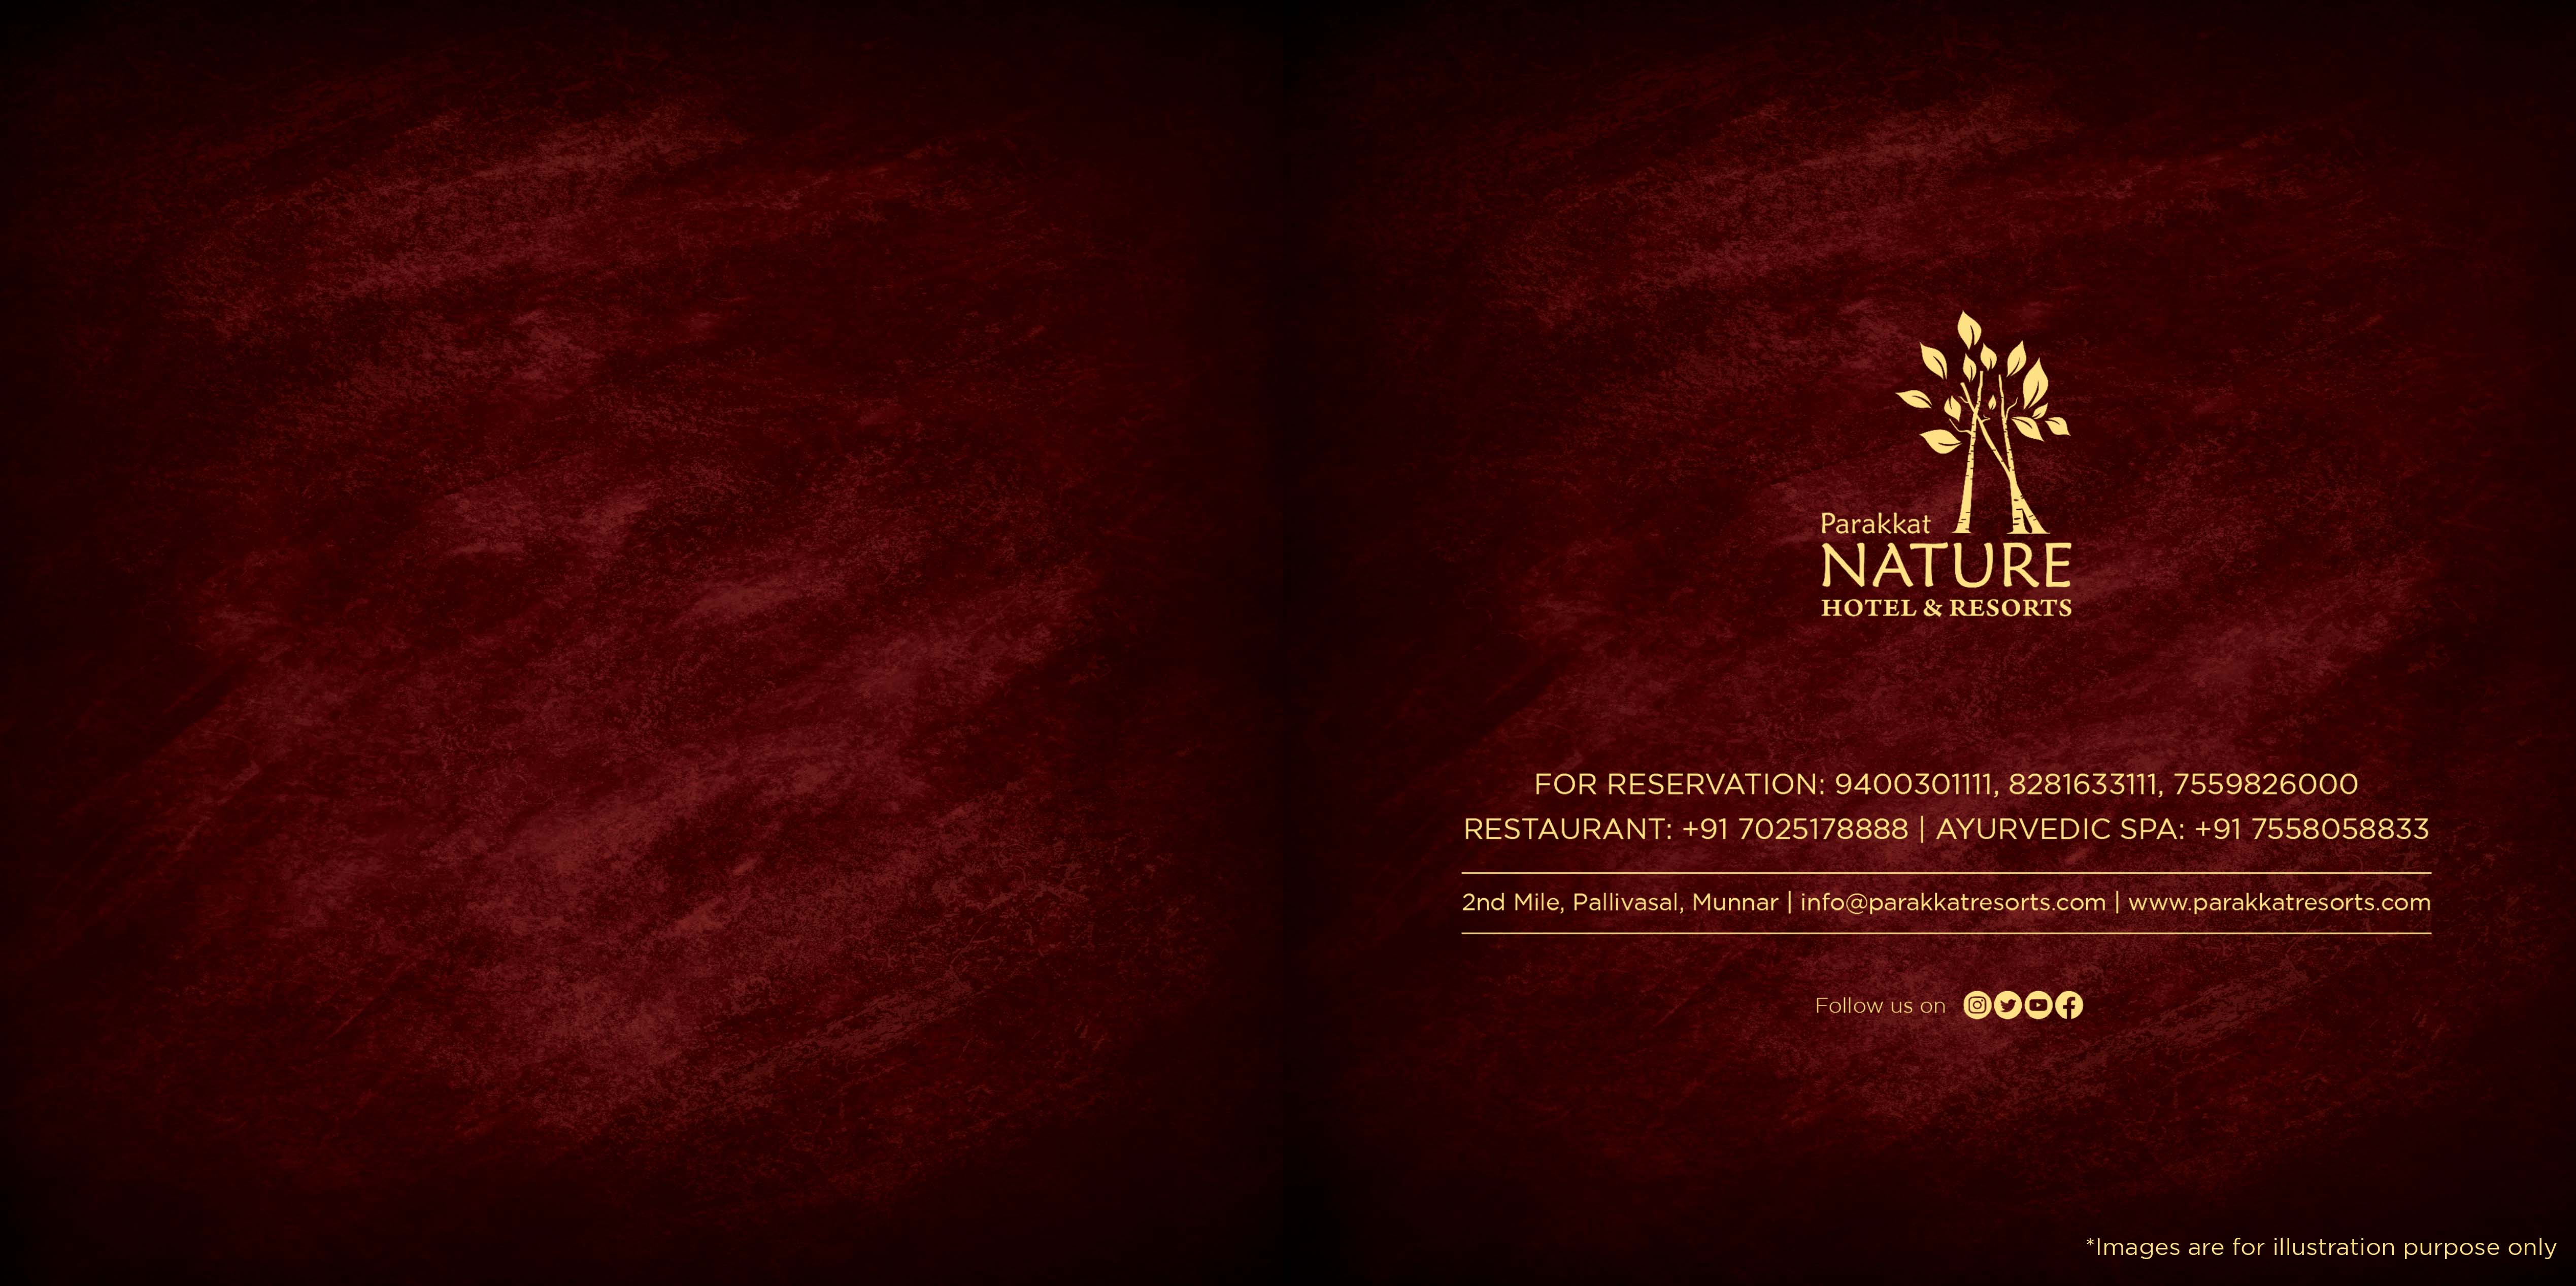 Parakkat
NATURE
HOTEL & RESORTS
FOR RESERVATION: 9400301111, 8281633111, 7559826000
RESTAURANT: +91 7025178888 | AYURVEDIC SPA: +91 7558058833
2nd Mile, Pallivasal, Munnar | info@parakkatresorts.com | www.parakkatresorts.com
Follow us on
*Images are for illustration purpose only